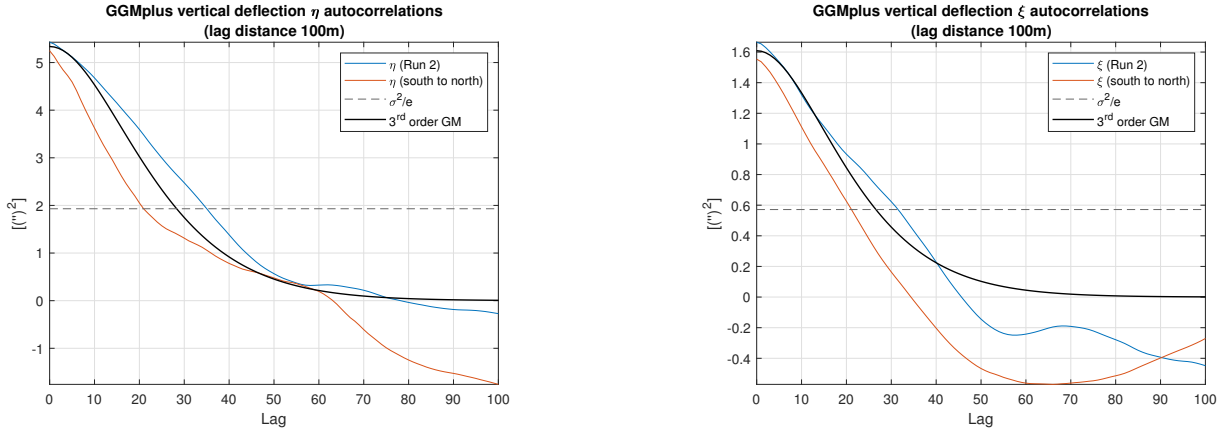 GGMplus vertical deflection η autocorrelations
(lag distance 100m)
[(")²]
5
4
3
2
1
0
-1
0 10 20 30 40 50 60 70 80 90 100
Lag
η (Run 2)
η (south to north)
σ²/e
3rd order GM
GGMplus vertical deflection ξ autocorrelations
(lag distance 100m)
[(")²]
1.6
1.4
1.2
1
0.8
0.6
0.4
0.2
0
-0.2
-0.4
0 10 20 30 40 50 60 70 80 90 100
Lag
ξ (Run 2)
ξ (south to north)
σ²/e
3rd order GM